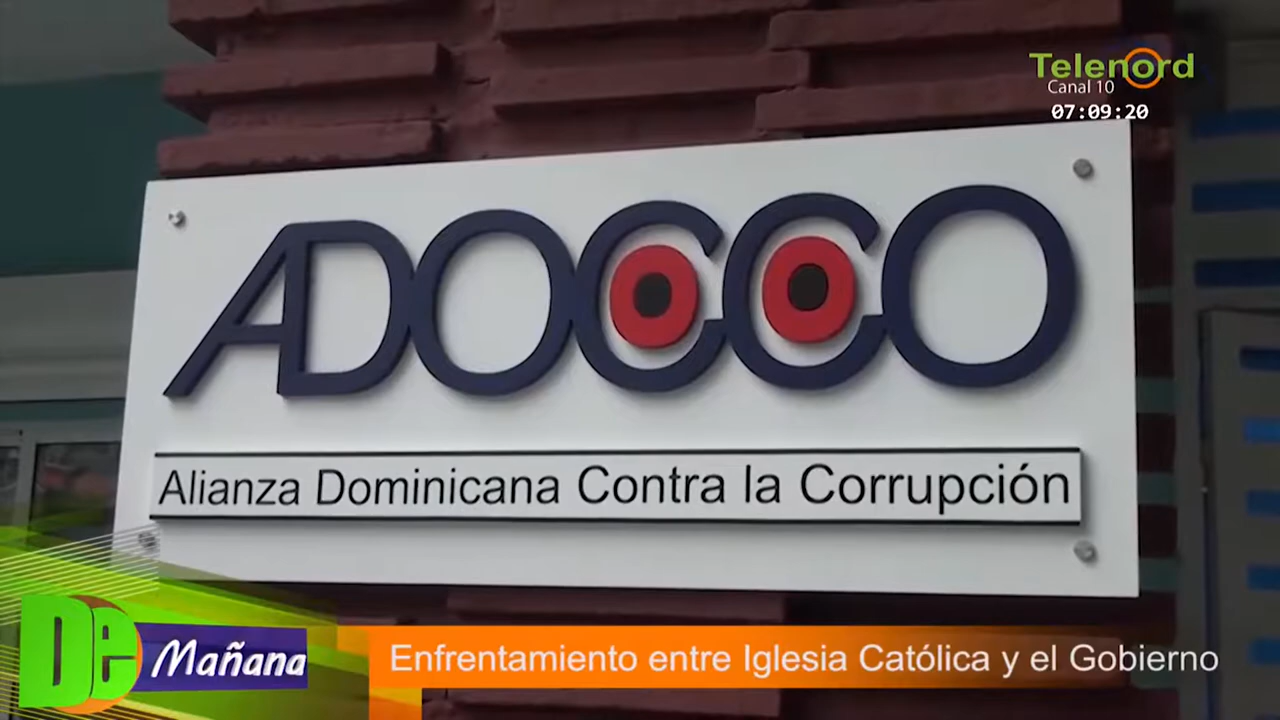 Telenord
Canal 10
07:09:20
ADOCCO
Alianza Dominicana Contra la Corrupción
De Mañana
Enfrentamiento entre Iglesia Católica y el Gobierno